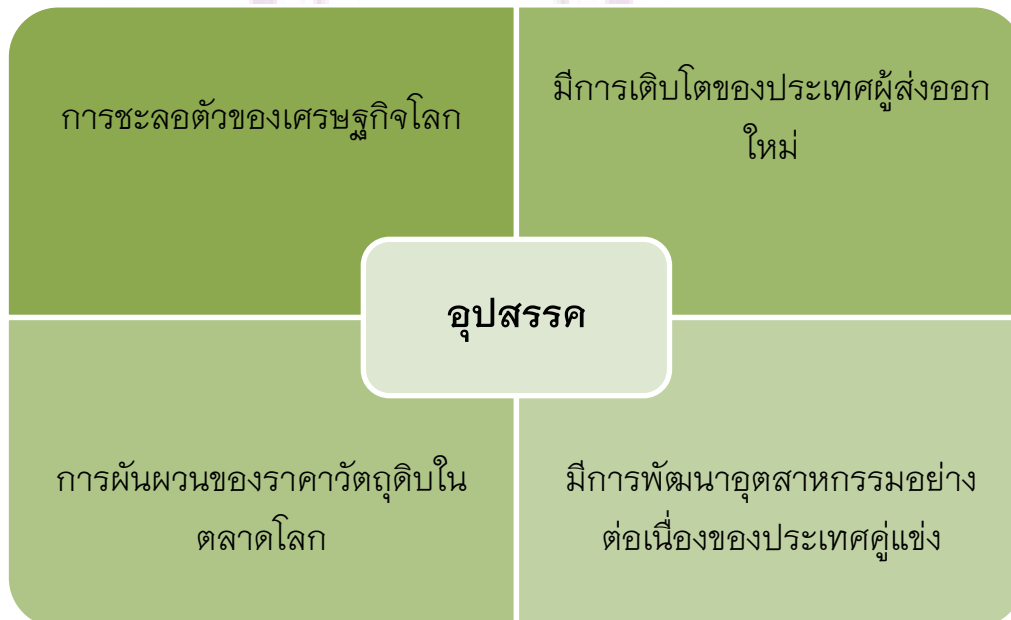 การชะลอตัวของเศรษฐกิจโลก
มีการเติบโตของประเทศผู้ส่งออก
ใหม่
อุปสรรค
การผันผวนของราคาวัตถุดิบใน
ตลาดโลก
มีการพัฒนาอุตสาหกรรมอย่าง
ต่อเนื่องของประเทศคู่แข่ง